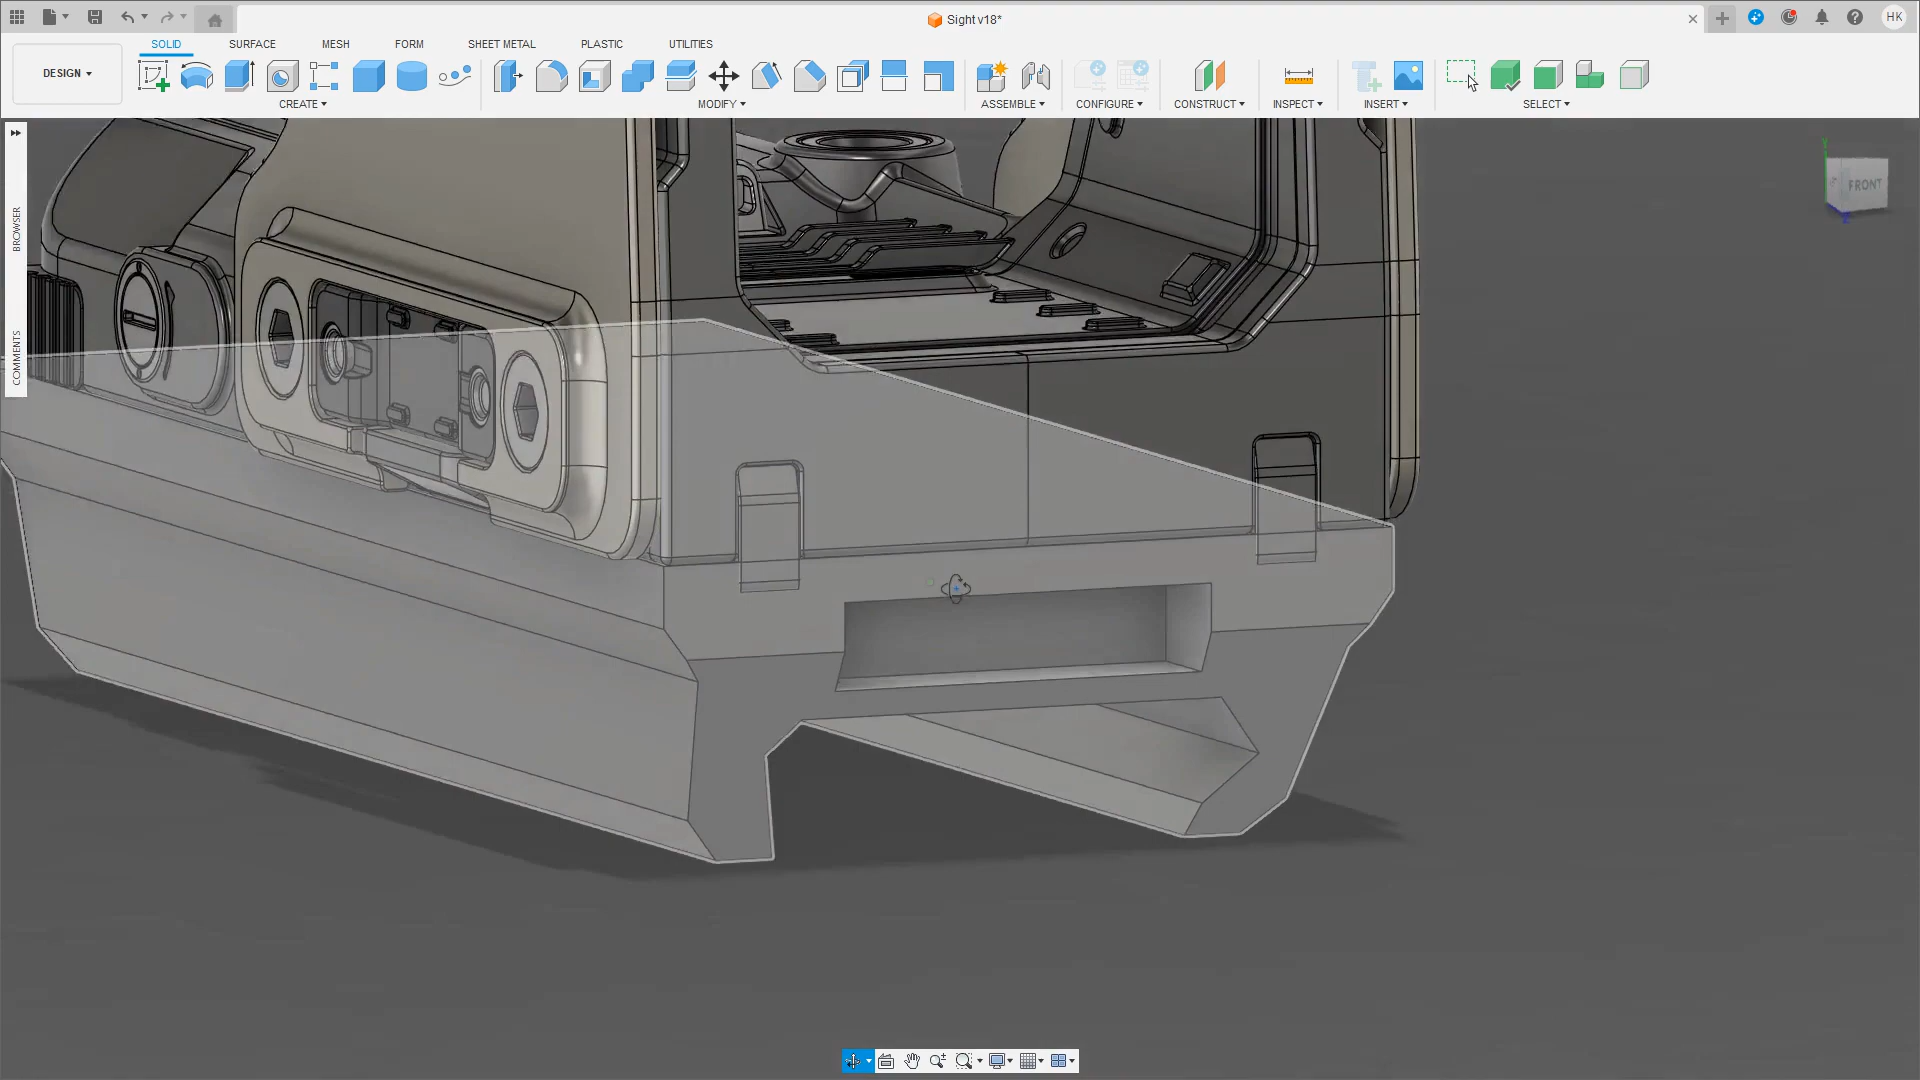 Sight v18*
HK
DESIGN
SOLID
SURFACE
MESH
FORM
SHEET METAL
PLASTIC
UTILITIES
CREATE
MODIFY
ASSEMBLE
CONFIGURE
CONSTRUCT
INSPECT
INSERT
SELECT
BROWSER
COMMENTS
FRONT
Y
Z